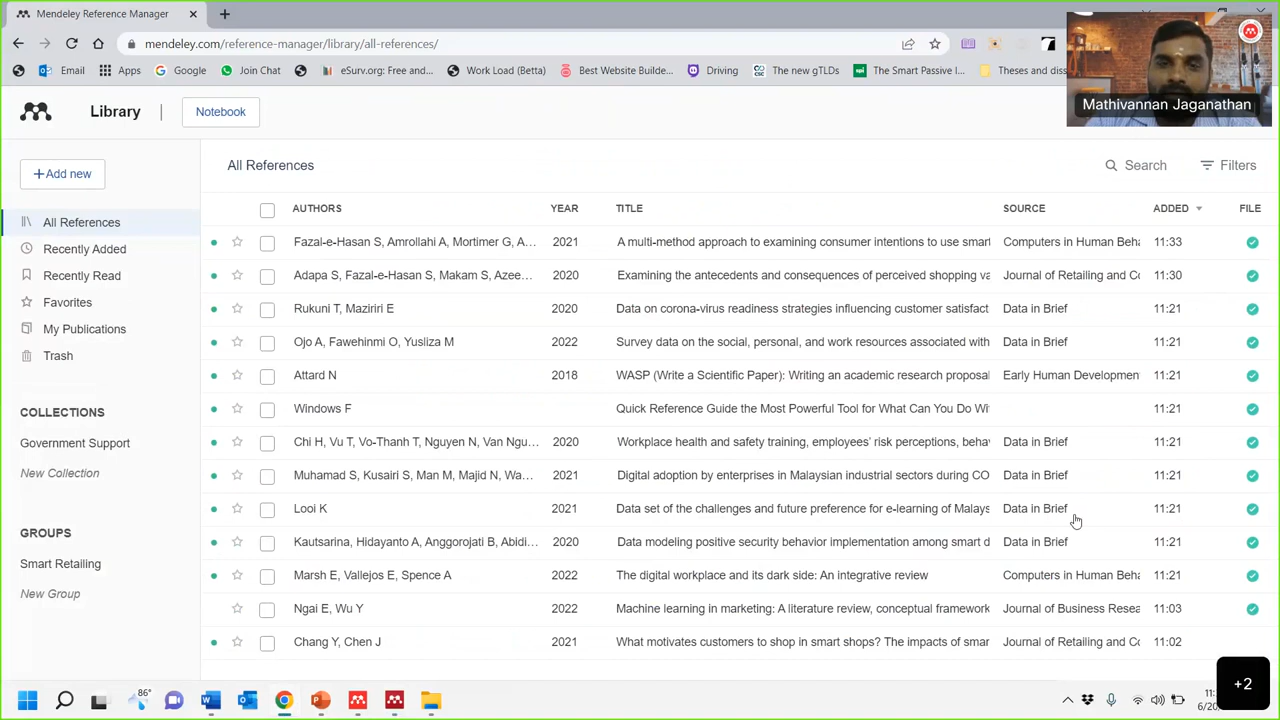 Mendeley Reference Manager
mendeley.com/reference-manager/library/all-references/
Email
Apps
Google
Join Chat
eSurvey: Free and...
Work Load (Betta)
Best Website Builde...
Driving
The new gTLD
The Smart Passive I...
Theses and diss
Mathivannan Jaganathan
Library
Notebook
+Add new
All References
Recently Added
Recently Read
Favorites
My Publications
Trash
COLLECTIONS
Government Support
New Collection
GROUPS
Smart Retailing
New Group
All References
Search
Filters
AUTHORS YEAR TITLE SOURCE ADDED FILE
Fazal-e-Hasan S, Amrollahi A, Mortimer G, A... 2021 A multi-method approach to examining consumer intentions to use smart Computers in Human Beha 11:33
Adapa S, Fazal-e-Hasan S, Makam S, Azee... 2020 Examining the antecedents and consequences of perceived shopping va Journal of Retailing and Co 11:30
Rukuni T, Maziriri E 2020 Data on corona-virus readiness strategies influencing customer satisfact Data in Brief 11:21
Ojo A, Fawehinmi O, Yusliza M 2022 Survey data on the social, personal, and work resources associated with Data in Brief 11:21
Attard N 2018 WASP (Write a Scientific Paper): Writing an academic research proposal Early Human Development 11:21
Windows F Quick Reference Guide the Most Powerful Tool for What Can You Do Wi 11:21
Chi H, Vu T, Vo-Thanh T, Nguyen N, Van Ngu... 2020 Workplace health and safety training, employees' risk perceptions, behav Data in Brief 11:21
Muhamad S, Kusairi S, Man M, Majid N, Wa... 2021 Digital adoption by enterprises in Malaysian industrial sectors during CO Data in Brief 11:21
Looi K 2021 Data set of the challenges and future preference for e-learning of Malays Data in Brief 11:21
Kautsarina, Hidayanto A, Anggorojati B, Abidi... 2020 Data modeling positive security behavior implementation among smart d Data in Brief 11:21
Marsh E, Vallejos E, Spence A 2022 The digital workplace and its dark side: An integrative review Computers in Human Beha 11:21
Ngai E, Wu Y 2022 Machine learning in marketing: A literature review, conceptual framework Journal of Business Resea 11:03
Chang Y, Chen J 2021 What motivates customers to shop in smart shops? The impacts of smar Journal of Retailing and Co 11:02
86°
11:
6/20
+2